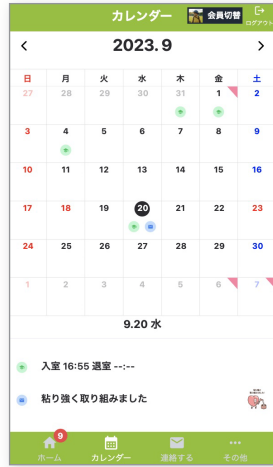 カレンダー 会員切替 ログアウト
2023.9
日 月 火 水 木 金 土
27 28 29 30 31 1 2
3 4 5 6 7 8 9
10 11 12 13 14 15 16
17 18 19 20 21 22 23
24 25 26 27 28 29 30
1 2 3 4 5 6 7
9.20 水
入室 16:55 退室 --:--
粘り強く取り組みました
9
ホーム カレンダー 連絡する その他